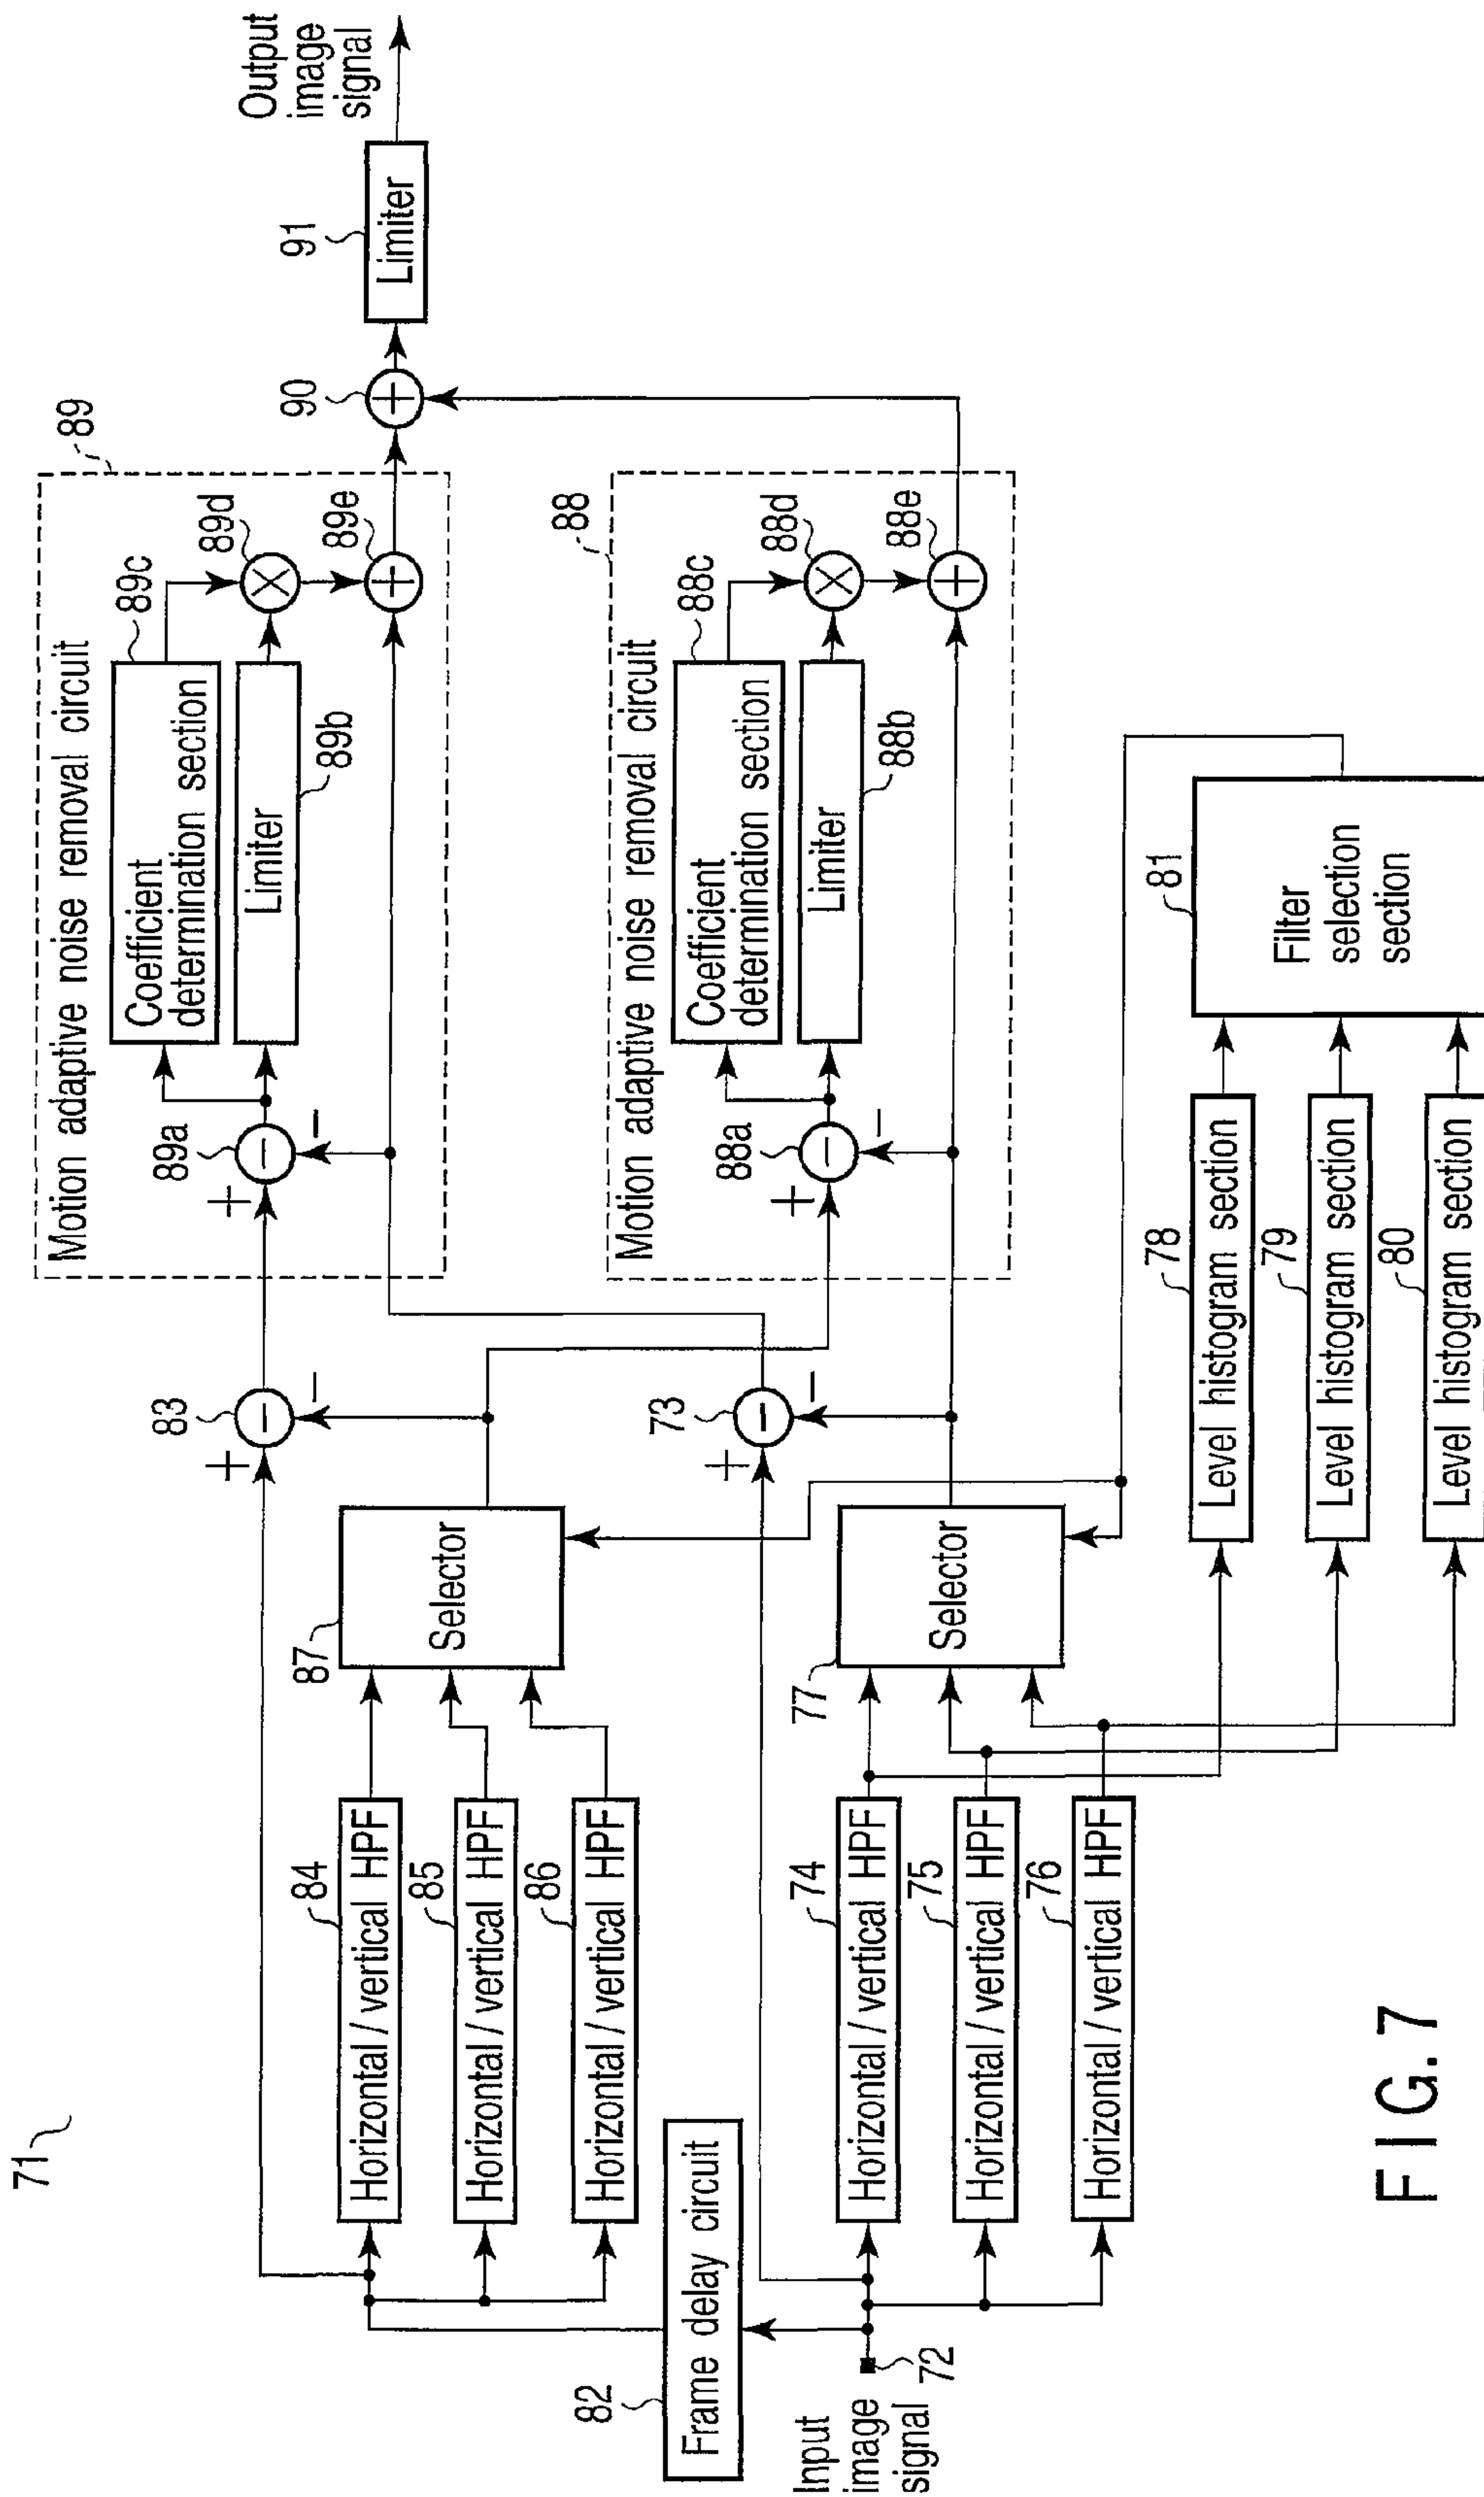 71
Input
image
signal
72
82
Frame delay circuit
84
Horizontal / vertical HPF
85
Horizontal / vertical HPF
86
Horizontal / vertical HPF
74
Horizontal / vertical HPF
75
Horizontal / vertical HPF
76
Horizontal / vertical HPF
87
Selector
77
Selector
83
+
−
−
73
+
−
−
78
Level histogram section
79
Level histogram section
80
Level histogram section
81
Filter
selection
section
89
Motion adaptive noise removal circuit
89a
+
−
−
89c
Coefficient
determination section
Limiter
89b
89d
×
89e
+
88
Motion adaptive noise removal circuit
88a
+
−
−
88c
Coefficient
determination section
Limiter
88b
88d
×
88e
+
90
+
91
Limiter
Output
image
signal
FIG. 7